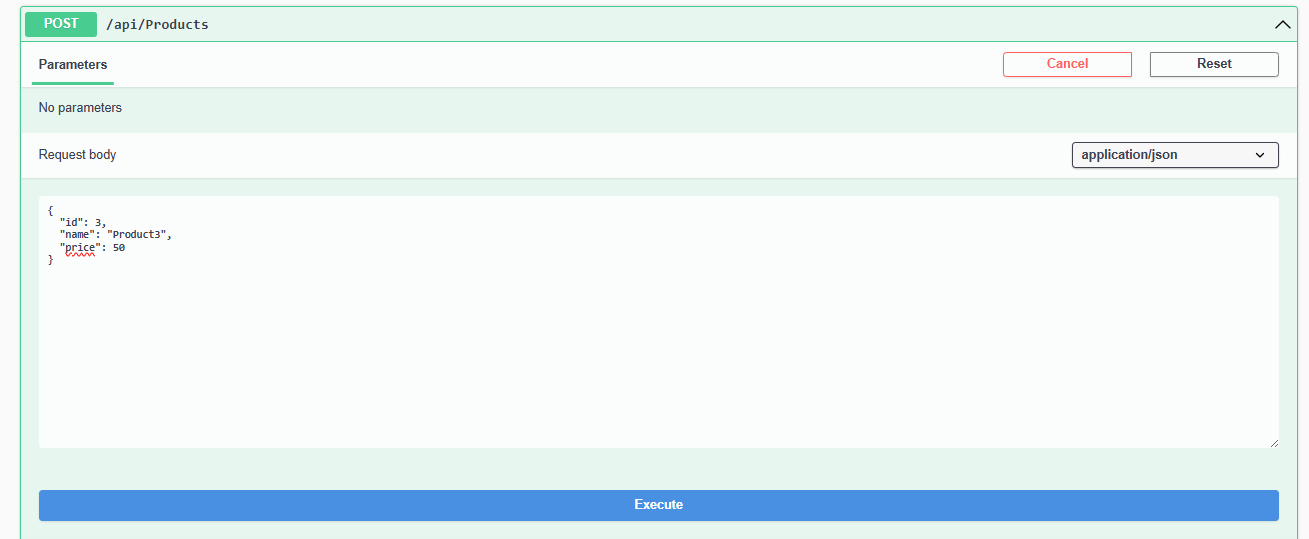 POST /api/Products
Parameters
Cancel
Reset
No parameters
Request body
application/json
{
  "id": 3,
  "name": "Product3",
  "price": 50
}
Execute